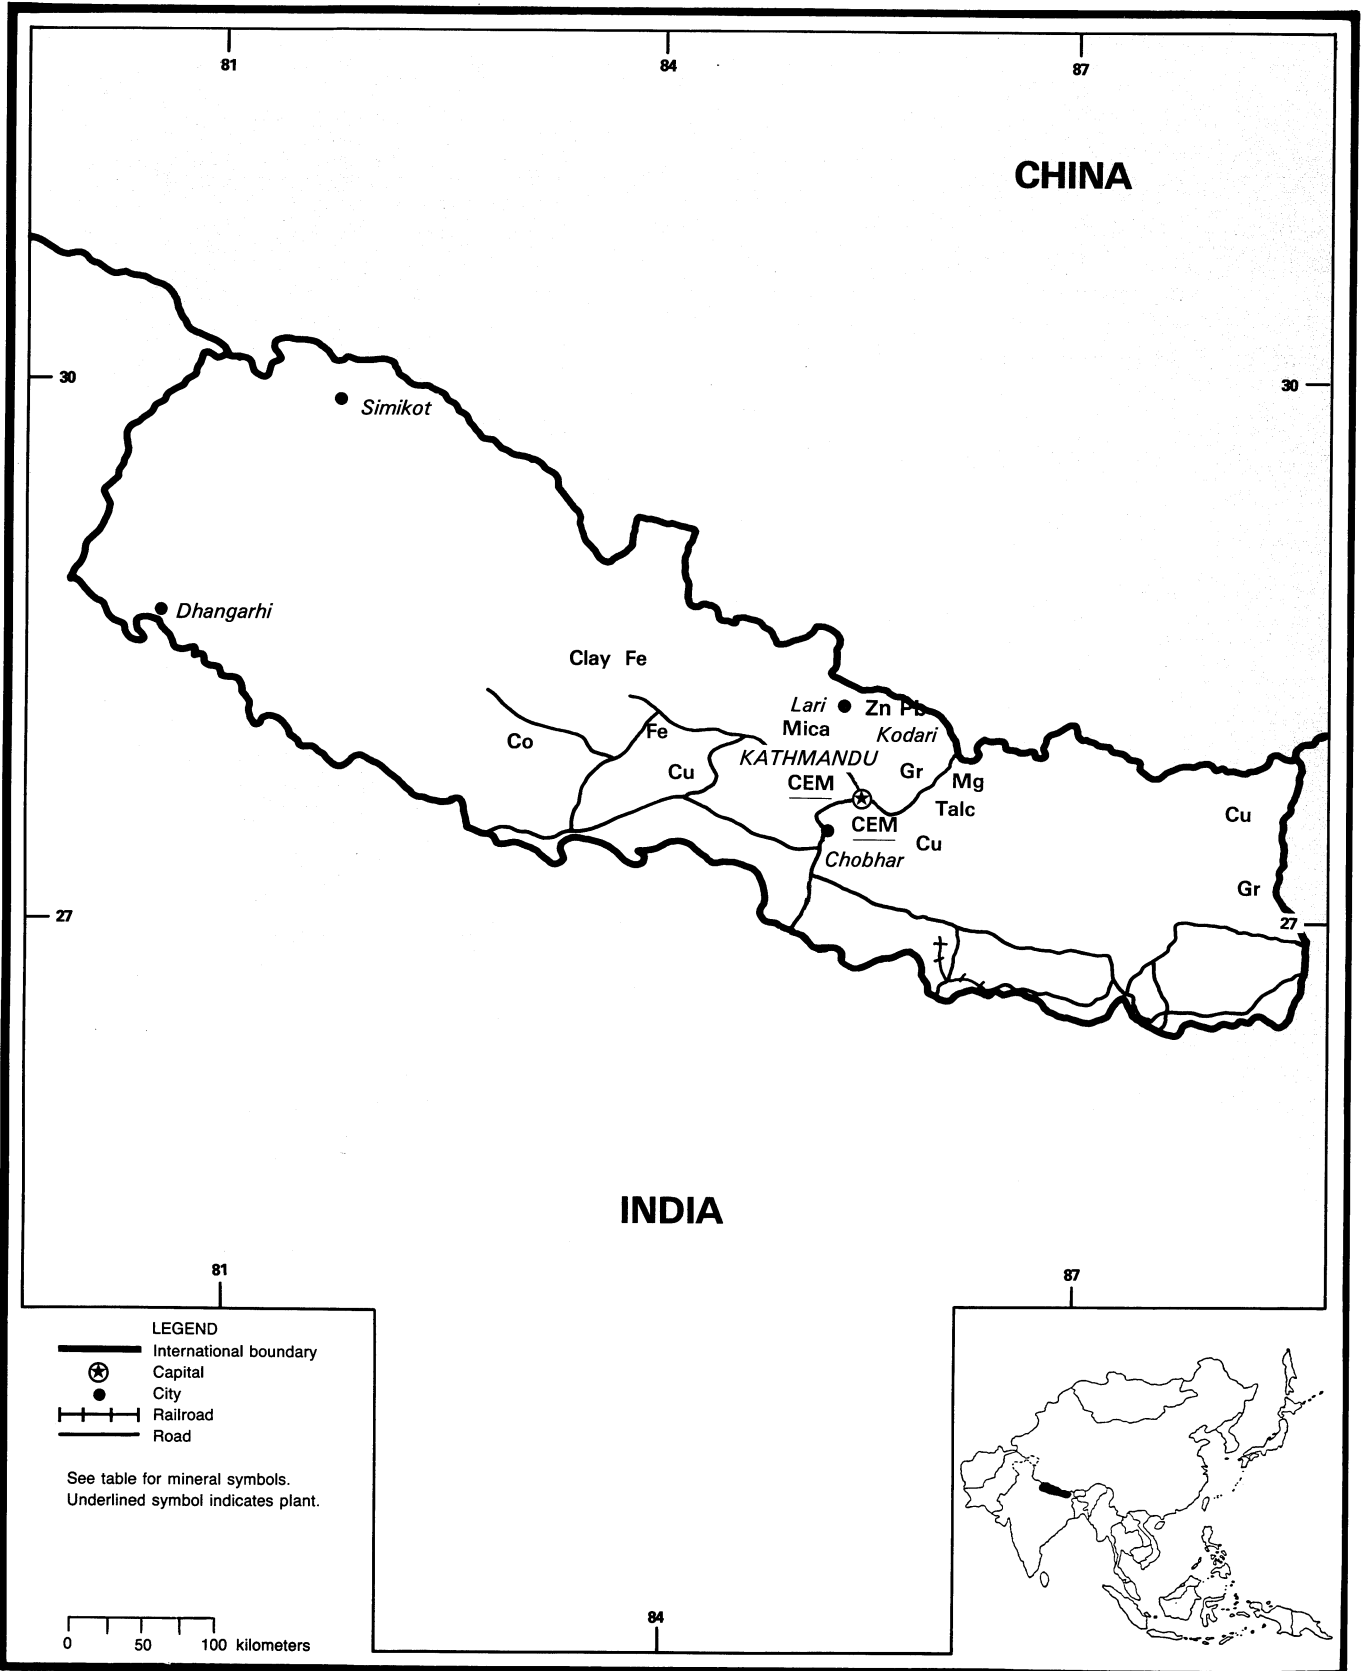 81 84 87
CHINA
30 30
Simikot
Dhangarhi
Clay Fe
Lari Zn Pb
Mica Kodari
Fe
Co
KATHMANDU
Cu Gr
CEM Mg
Talc
Cu
CEM
Cu
Chobhar
Gr
27 27
INDIA
81 87
LEGEND
International boundary
Capital
City
Railroad
Road
See table for mineral symbols.
Underlined symbol indicates plant.
84
0 50 100 kilometers